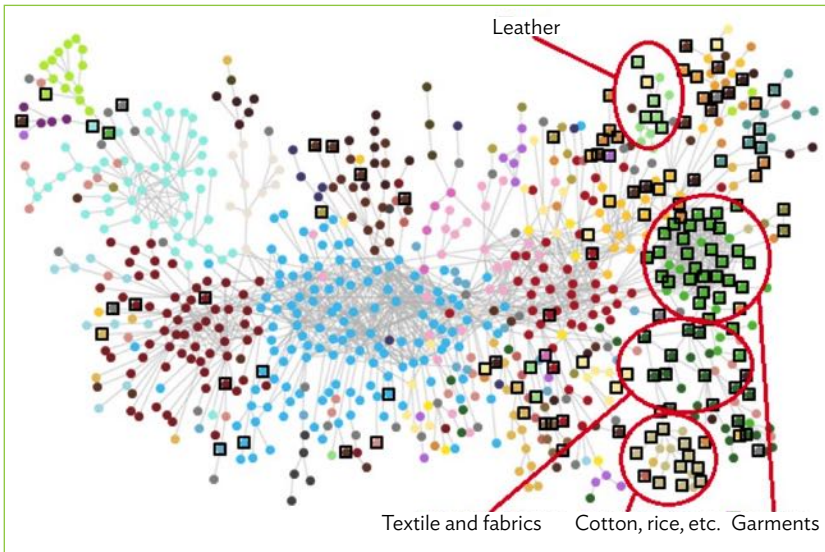 Leather
Textile and fabrics
Cotton, rice, etc.
Garments